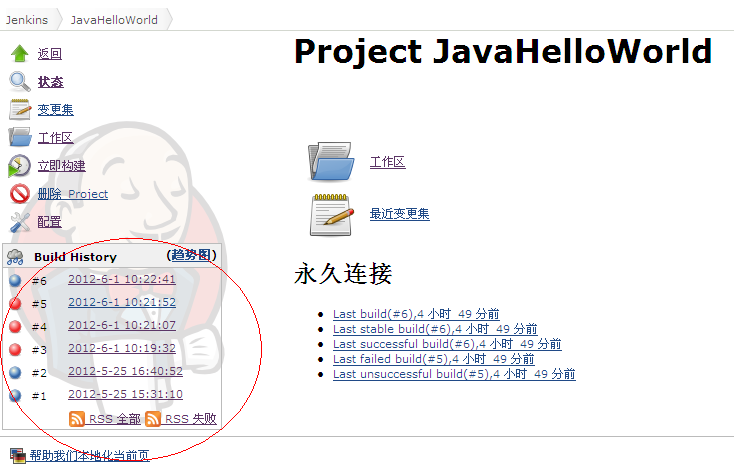 Jenkins JavaHelloWorld
返回
状态
变更集
工作区
立即构建
删除 Project
配置
Build History (趋势图)
#6 2012-6-1 10:22:41
#5 2012-6-1 10:21:52
#4 2012-6-1 10:21:07
#3 2012-6-1 10:19:32
#2 2012-5-25 16:40:52
#1 2012-5-25 15:31:10
RSS 全部 RSS 失败
Project JavaHelloWorld
工作区
最近变更集
永久连接
Last build(#6),4 小时 49 分前
Last stable build(#6),4 小时 49 分前
Last successful build(#6),4 小时 49 分前
Last failed build(#5),4 小时 49 分前
Last unsuccessful build(#5),4 小时 49 分前
帮助我们本地化当前页